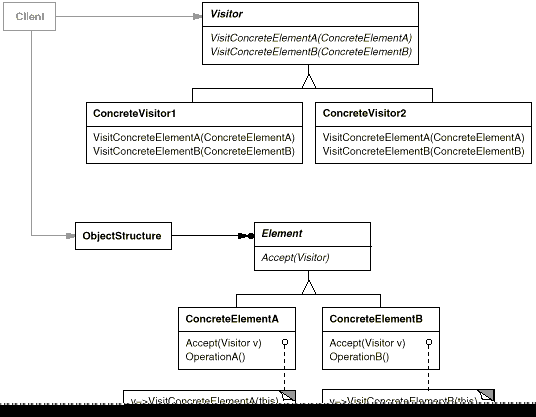 Client
Visitor
VisitConcreteElementA(ConcreteElementA)
VisitConcreteElementB(ConcreteElementB)
ConcreteVisitor1
VisitConcreteElementA(ConcreteElementA)
VisitConcreteElementB(ConcreteElementB)
ConcreteVisitor2
VisitConcreteElementA(ConcreteElementA)
VisitConcreteElementB(ConcreteElementB)
ObjectStructure
Element
Accept(Visitor)
ConcreteElementA
Accept(Visitor v)
OperationA()
ConcreteElementB
Accept(Visitor v)
OperationB()
v->VisitConcreteElementA(this)
v->VisitConcreteElementB(this)